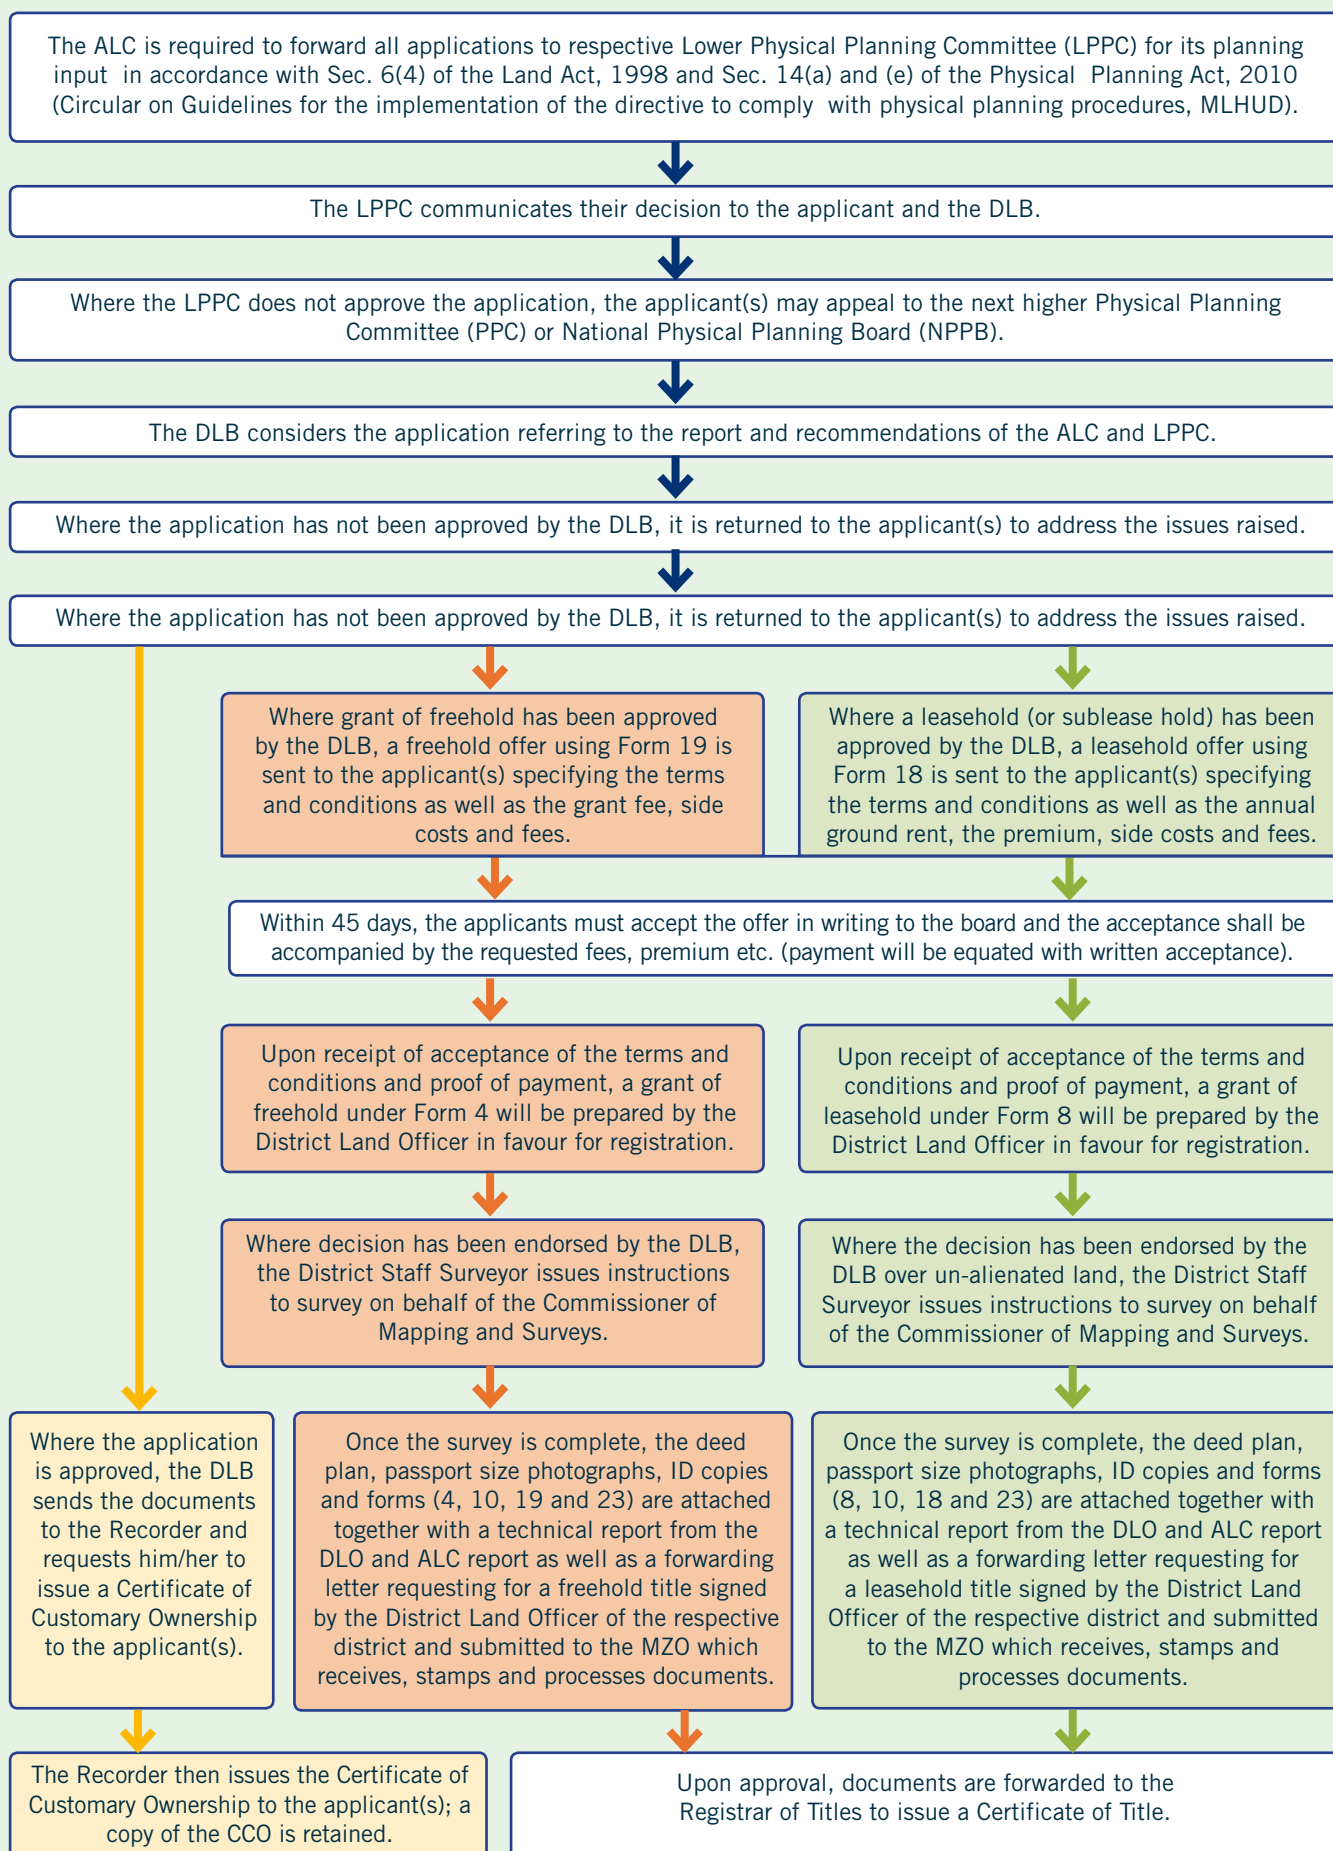 The ALC is required to forward all applications to respective Lower Physical Planning Committee (LPPC) for its planning
input in accordance with Sec. 6(4) of the Land Act, 1998 and Sec. 14(a) and (e) of the Physical Planning Act, 2010
(Circular on Guidelines for the implementation of the directive to comply with physical planning procedures, MLHUD).
The LPPC communicates their decision to the applicant and the DLB.
Where the LPPC does not approve the application, the applicant(s) may appeal to the next higher Physical Planning
Committee (PPC) or National Physical Planning Board (NPPB).
The DLB considers the application referring to the report and recommendations of the ALC and LPPC.
Where the application has not been approved by the DLB, it is returned to the applicant(s) to address the issues raised.
Where the application has not been approved by the DLB, it is returned to the applicant(s) to address the issues raised.
Where grant of freehold has been approved
by the DLB, a freehold offer using Form 19 is
sent to the applicant(s) specifying the terms
and conditions as well as the grant fee, side
costs and fees.
Where a leasehold (or sublease hold) has been
approved by the DLB, a leasehold offer using
Form 18 is sent to the applicant(s) specifying
the terms and conditions as well as the annual
ground rent, the premium, side costs and fees.
Within 45 days, the applicants must accept the offer in writing to the board and the acceptance shall be
accompanied by the requested fees, premium etc. (payment will be equated with written acceptance).
Upon receipt of acceptance of the terms and
conditions and proof of payment, a grant of
freehold under Form 4 will be prepared by the
District Land Officer in favour for registration.
Upon receipt of acceptance of the terms and
conditions and proof of payment, a grant of
leasehold under Form 8 will be prepared by the
District Land Officer in favour for registration.
Where decision has been endorsed by the DLB,
the District Staff Surveyor issues instructions
to survey on behalf of the Commissioner of
Mapping and Surveys.
Where the decision has been endorsed by the
DLB over un-alienated land, the District Staff
Surveyor issues instructions to survey on behalf
of the Commissioner of Mapping and Surveys.
Where the application
is approved, the DLB
sends the documents
to the Recorder and
requests him/her to
issue a Certificate of
Customary Ownership
to the applicant(s).
Once the survey is complete, the deed
plan, passport size photographs, ID copies
and forms (4, 10, 19 and 23) are attached
together with a technical report from the
DLO and ALC report as well as a forwarding
letter requesting for a freehold title signed
by the District Land Officer of the respective
district and submitted to the MZO which
receives, stamps and processes documents.
Once the survey is complete, the deed plan,
passport size photographs, ID copies and forms
(8, 10, 18 and 23) are attached together with
a technical report from the DLO and ALC report
as well as a forwarding letter requesting for
a leasehold title signed by the District Land
Officer of the respective district and submitted
to the MZO which receives, stamps and
processes documents.
The Recorder then issues the Certificate of
Customary Ownership to the applicant(s); a
copy of the CCO is retained.
Upon approval, documents are forwarded to the
Registrar of Titles to issue a Certificate of Title.